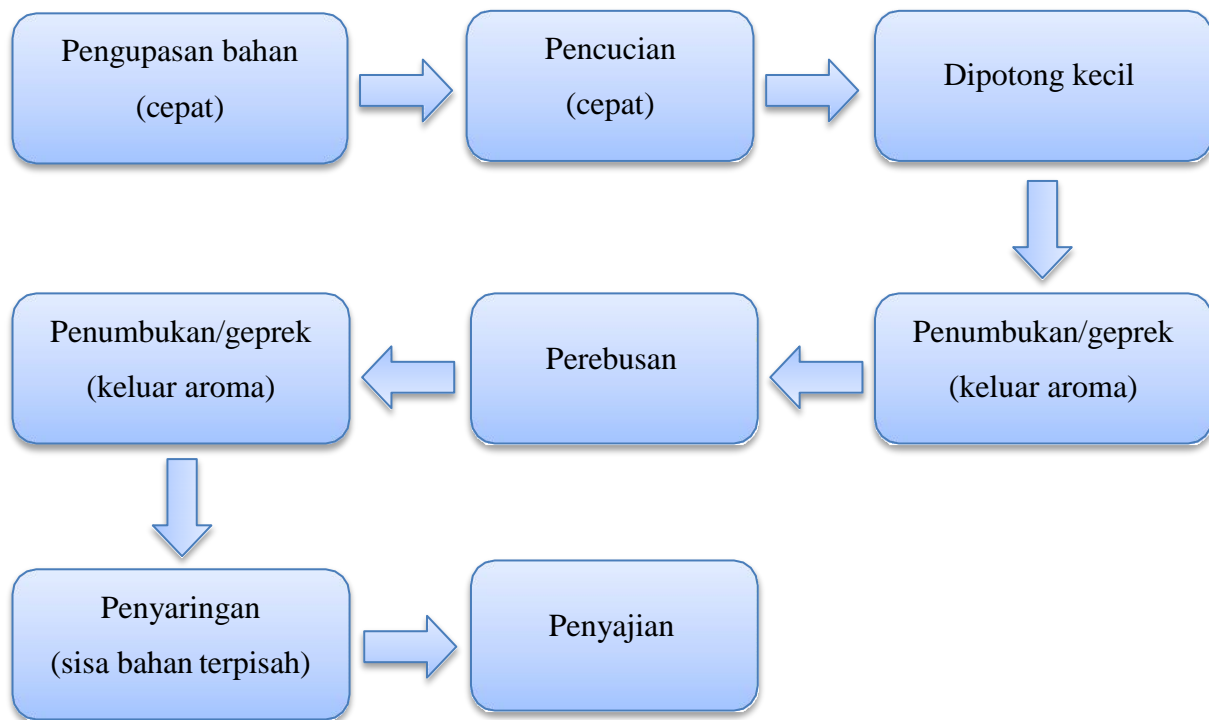 Pengupasan bahan
(cepat)
Pencucian
(cepat)
Dipotong kecil
Penumbukan/geprek
(keluar aroma)
Perebusan
Penumbukan/geprek
(keluar aroma)
Penyaringan
(sisa bahan terpisah)
Penyajian